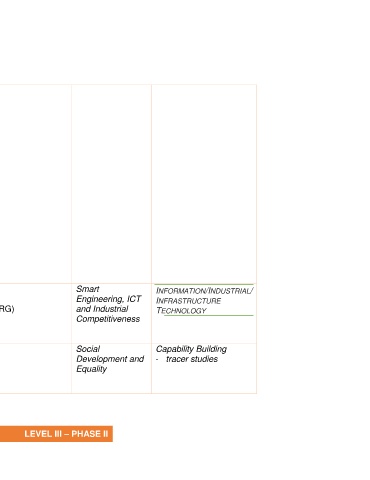 Smart
Engineering, ICT
and Industrial
Competitiveness
INFORMATION/INDUSTRIAL/
INFRASTRUCTURE
TECHNOLOGY
RG)
Social
Development and
Equality
Capability Building
- tracer studies
LEVEL III – PHASE II